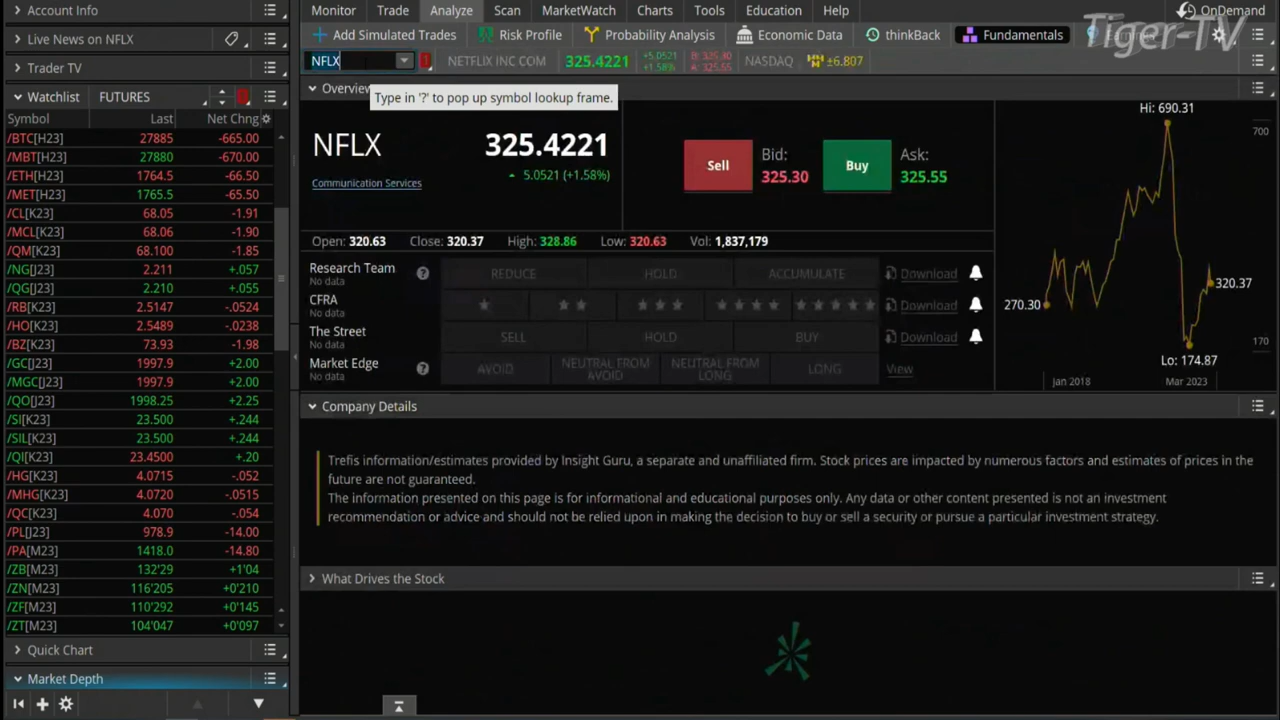 Account Info
Live News on NFLX
Trader TV
Watchlist FUTURES
Symbol Last Net Chng
/BTC[H23] 27885 -665.00
/MBT[H23] 27880 -670.00
/ETH[H23] 1764.5 -66.50
/MET[H23] 1765.5 -65.50
/CL[K23] 68.05 -1.91
/MCL[K23] 68.06 -1.90
/QM[K23] 68.100 -1.85
/NG[J23] 2.211 +.057
/QG[J23] 2.210 +.055
/RB[K23] 2.5147 -.0524
/HO[K23] 2.5489 -.0238
/BZ[K23] 73.93 -1.98
/GC[J23] 1997.9 +2.00
/MGC[J23] 1997.9 +2.00
/QO[J23] 1998.25 +2.25
/SI[K23] 23.500 +.244
/SIL[K23] 23.500 +.244
/QI[K23] 23.4500 +.20
/HG[K23] 4.0715 -.052
/MHG[K23] 4.0720 -.0515
/QC[K23] 4.070 -.054
/PL[J23] 978.9 -14.40
/PA[M23] 1418.0 -14.80
/ZB[M23] 132'29 +1'04
/ZN[M23] 116'205 +0'210
/ZF[M23] 110'292 +0'145
/ZT[M23] 104'047 +0'097
Quick Chart
Market Depth
Monitor Trade Analyze Scan MarketWatch Charts Tools Education Help
OnDemand
Tiger-TV
Add Simulated Trades Risk Profile Probability Analysis Economic Data thinkBack Fundamentals
NFLX NETFLIX INC COM 325.4221 +5.0521 +1.58% B: 325.30 A: 325.55 NASDAQ ±6.807
Overview
Type in '?' to pop up symbol lookup frame.
NFLX 325.4221
Communication Services 5.0521 (+1.58%)
Sell Bid: 325.30 Buy Ask: 325.55
Open: 320.63 Close: 320.37 High: 328.86 Low: 320.63 Vol: 1,837,179
Research Team No data REDUCE HOLD ACCUMULATE Download
CFRA No data Download
The Street No data SELL HOLD BUY Download
Market Edge No data AVOID NEUTRAL FROM AVOID NEUTRAL FROM LONG LONG View
Hi: 690.31
700
320.37
270.30
170
Lo: 174.87
Jan 2018 Mar 2023
Company Details
Trefis information/estimates provided by Insight Guru, a separate and unaffiliated firm. Stock prices are impacted by numerous factors and estimates of prices in the
future are not guaranteed.
The information presented on this page is for informational and educational purposes only. Any data or other content presented is not an investment
recommendation or advice and should not be relied upon in making the decision to buy or sell a security or pursue a particular investment strategy.
What Drives the Stock